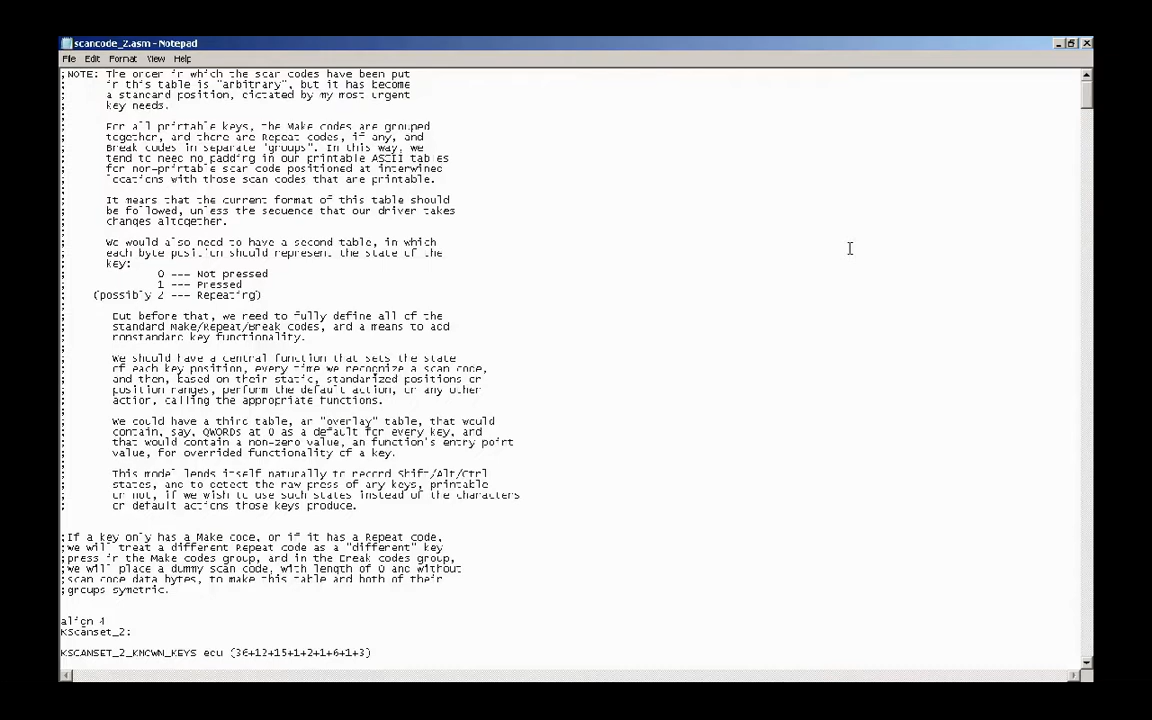 scancode_2.asm - Notepad
File Edit Format View Help
;NOTE: The order in which the scan codes have been put
; in this table is "arbitrary", but it has become
; a standard position, dictated by my most urgent
; key needs.
;
; For all printable keys, the Make codes are grouped
; together, and there are Repeat codes, if any, and
; Break codes in separate "groups". In this way, we
; tend to need no padding in our printable ASCII tables
; for non-printable scan code positioned at interwined
; locations with those scan codes that are printable.
;
; It means that the current format of this table should
; be followed, unless the sequence that our driver takes
; changes altogether.
;
; We would also need to have a second table, in which
; each byte position should represent the state of the
; key:
; 0 --- Not pressed
; 1 --- Pressed
; (possibly 2 --- Repeating)
;
; But before that, we need to fully define all of the
; standard Make/Repeat/Break codes, and a means to add
; nonstandard key functionality.
;
; We should have a central function that sets the state
; of each key position, every time we recognize a scan code,
; and then, based on their static, standarized positions or
; position ranges, perform the default action, or any other
; action, calling the appropriate functions.
;
; We could have a third table, an "overlay" table, that would
; contain, say, QWORDs at 0 as a default for every key, and
; that would contain a non-zero value, an function's entry point
; value, for overrided functionality of a key.
;
; This model lends itself naturally to record Shift/Alt/Ctrl
; states, and to detect the raw press of any keys, printable
; or not, if we wish to use such states instead of the characters
; or default actions those keys produce.
;If a key only has a Make code, or if it has a Repeat code,
;we will treat a different Repeat code as a "different" key
;press in the Make codes group, and in the Break codes group,
;we will place a dummy scan code, with length of 0 and without
;scan code data bytes, to make this table and both of their
;groups symetric.
align 4
KScanset_2:
KSCANSET_2_KNOWN_KEYS equ (36+12+15+1+2+1+6+1+3)